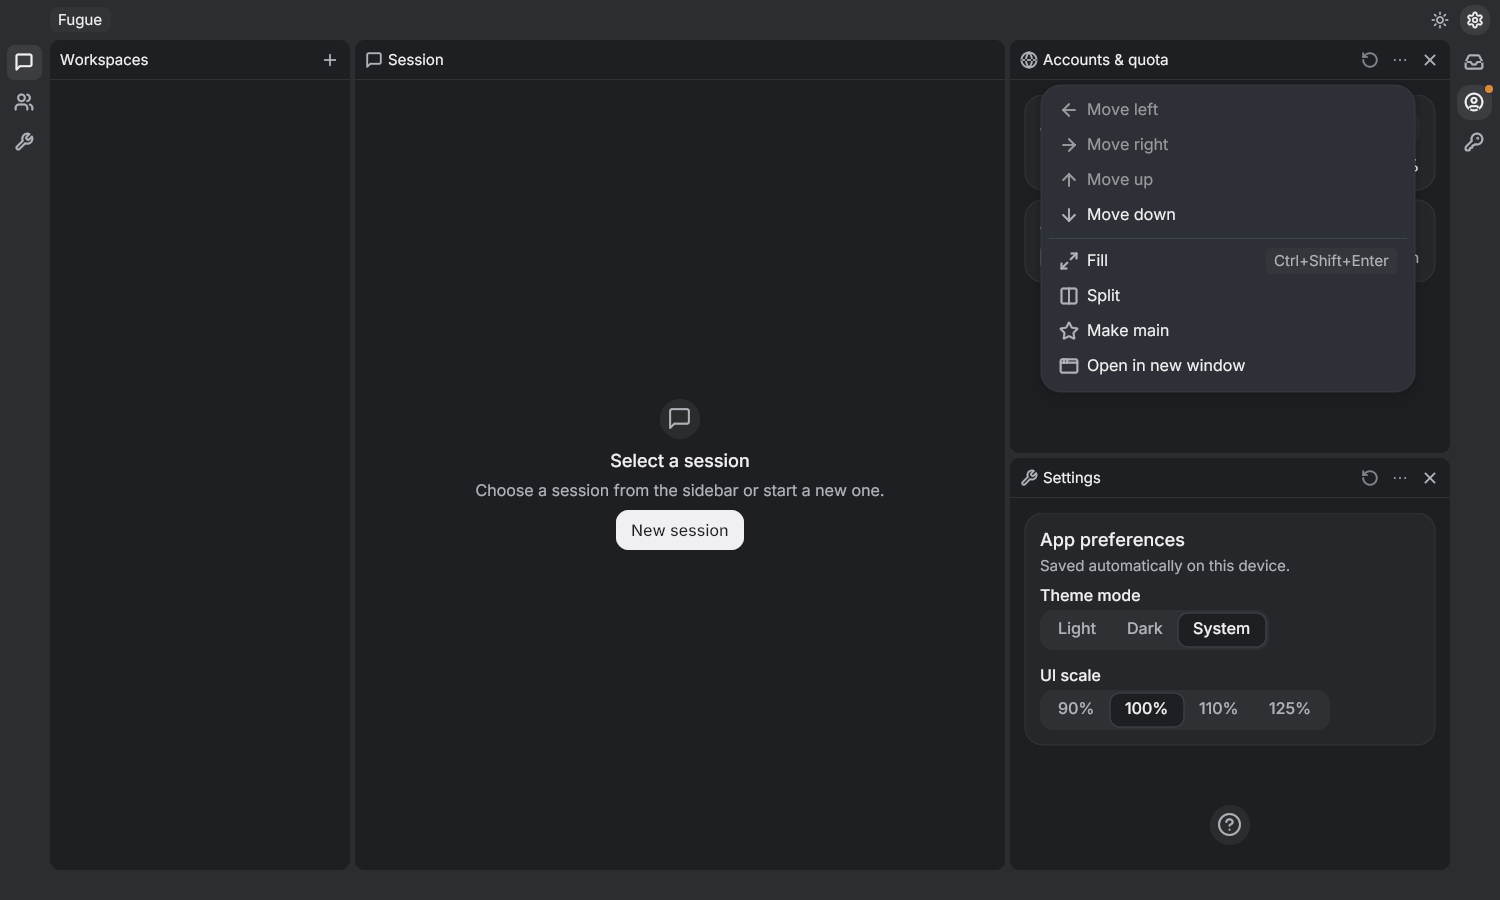 Fugue
Workspaces
Session
Accounts & quota
Move left
Move right
Move up
Move down
Fill
Ctrl+Shift+Enter
Split
Make main
Open in new window
Select a session
Choose a session from the sidebar or start a new one.
New session
Settings
App preferences
Saved automatically on this device.
Theme mode
Light Dark System
UI scale
90% 100% 110% 125%